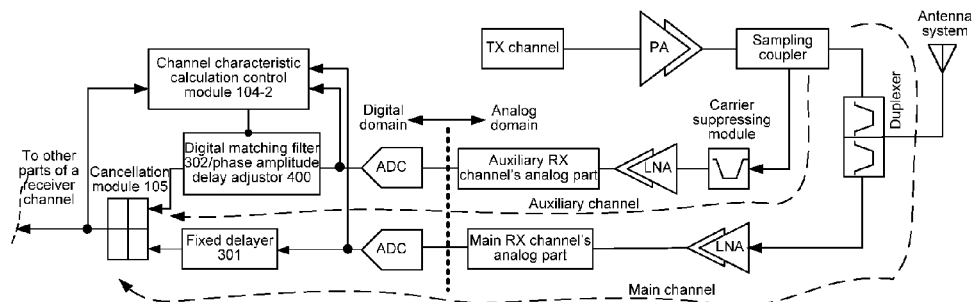 Antenna
system
TX channel
PA
Sampling
coupler
Duplexer
Channel characteristic
calculation control
module 104-2
Digital
domain
Analog
domain
Carrier
suppressing
module
To other
parts of a
receiver
channel
Cancellation
module 105
Digital matching filter
302/phase amplitude
delay adjustor 400
ADC
Auxiliary RX
channel's analog part
LNA
Auxiliary channel
Fixed delayer
301
ADC
Main RX channel's
analog part
LNA
Main channel